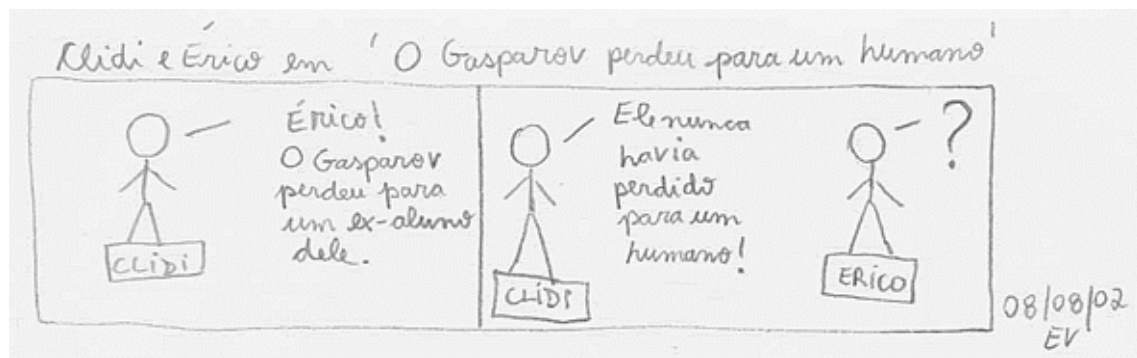 Clidi e Érico em 'O Gasparov perdeu para um humano'
Érico!
O Gasparov
perdeu para
um ex-aluno
dele.
CLIDI
Ele nunca
havia
perdido
para um
humano!
CLIDI
?
ERICO
08/08/02
EV